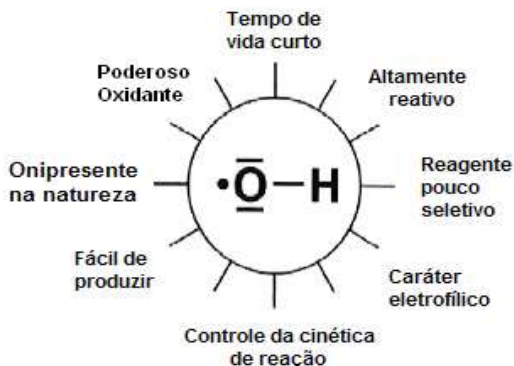 Tempo de
vida curto
Poderoso
Oxidante
Altamente
reativo
Onipresente
na natureza
•O—H
Reagente
pouco
seletivo
Fácil de
produzir
Caráter
eletrofílico
Controle da cinética
de reação